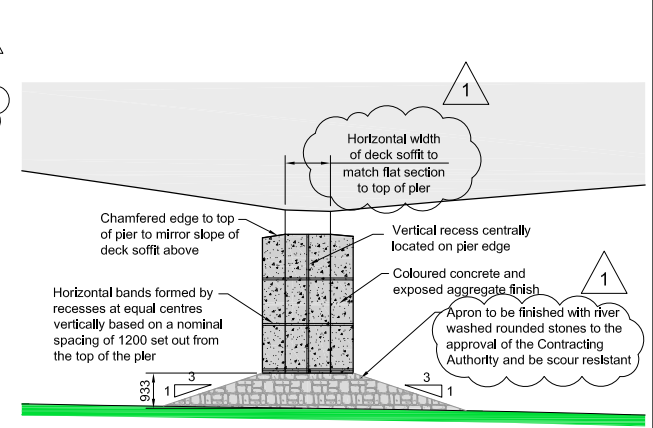 1
Horizontal width
of deck soffit to
match flat section
to top of pier
Chamfered edge to top
of pier to mirror slope of
deck soffit above
Vertical recess centrally
located on pier edge
Coloured concrete and
exposed aggregate finish
1
Horizontal bands formed by
recesses at equal centres
vertically based on a nominal
spacing of 1200 set out from
the top of the pier
Apron to be finished with river
washed rounded stones to the
approval of the Contracting
Authority and be scour resistant
933
3
1
3
1